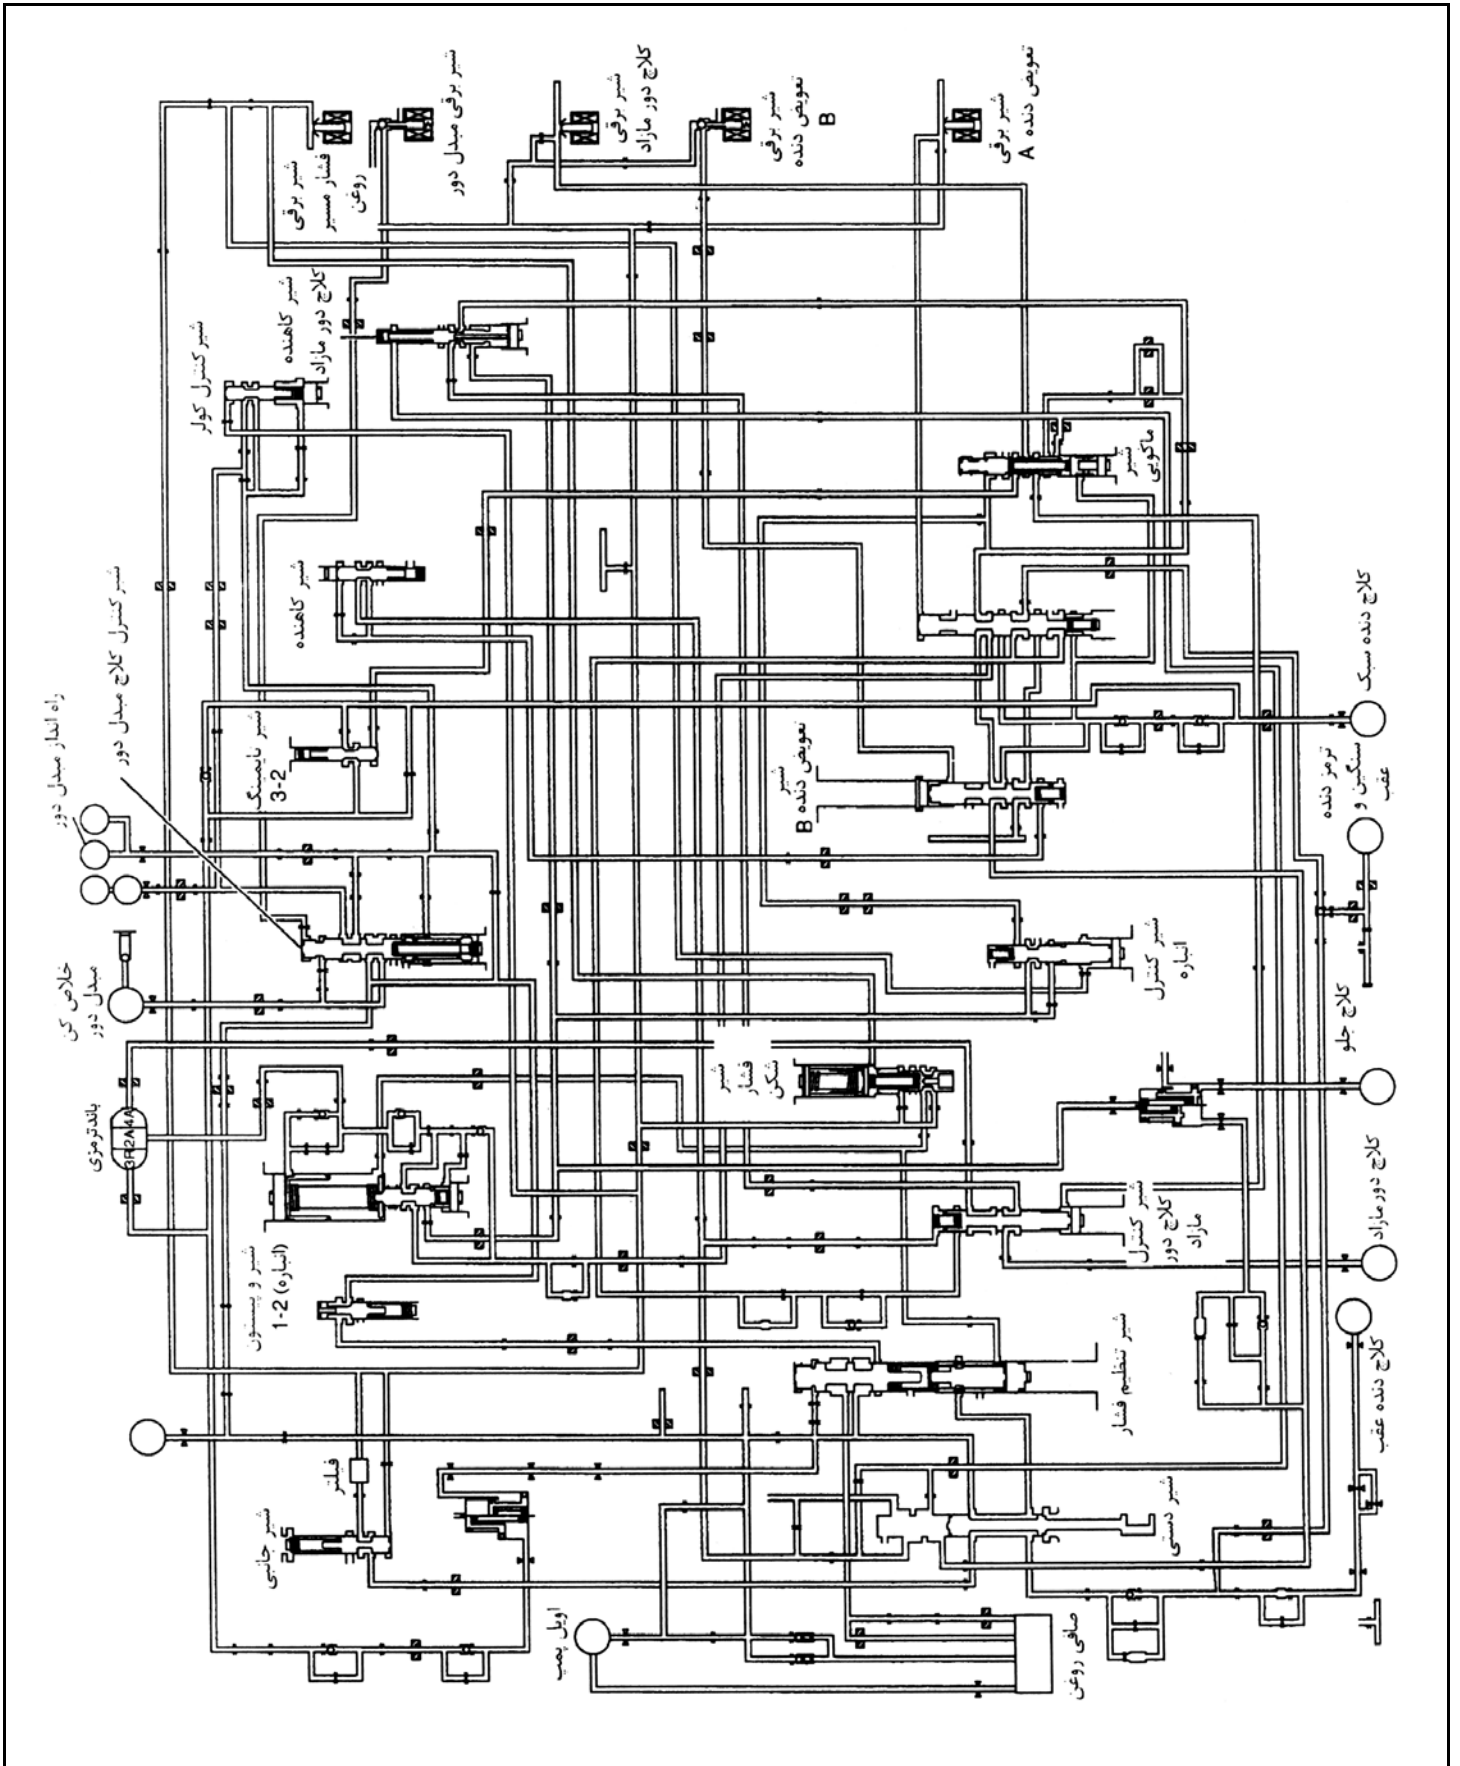 شیر برقی
فشار مسیر
روغن
شیر برقی مبدل دور
شیر برقی
کلاچ دور مازاد
شیر برقی
تعویض دنده
B
شیر برقی
تعویض دنده A
شیر کنترل کولر
شیر کاهنده
کلاچ دور مازاد
شیر
ماکویی
شیر کاهنده
شیر کنترل کلاچ مبدل دور
راه انداز مبدل دور
شیر تایمینگ
3-2
شیر
تعویض دنده B
کلاچ دنده سبک
ترمز دنده
سنگین و
عقب
خلاص کن
مبدل دور
شیر کنترل
انباره
کلاچ جلو
باند ترمزی
3R
2A
4A
شیر
فشار
شکن
شیر و پیستون
1-2 (انباره)
شیر کنترل
کلاچ دور
مازاد
کلاچ دور مازاد
شیر تنظیم فشار
کلاچ دنده عقب
فیلتر
شیر جانبی
شیر دستی
اویل پمپ
صافی روغن